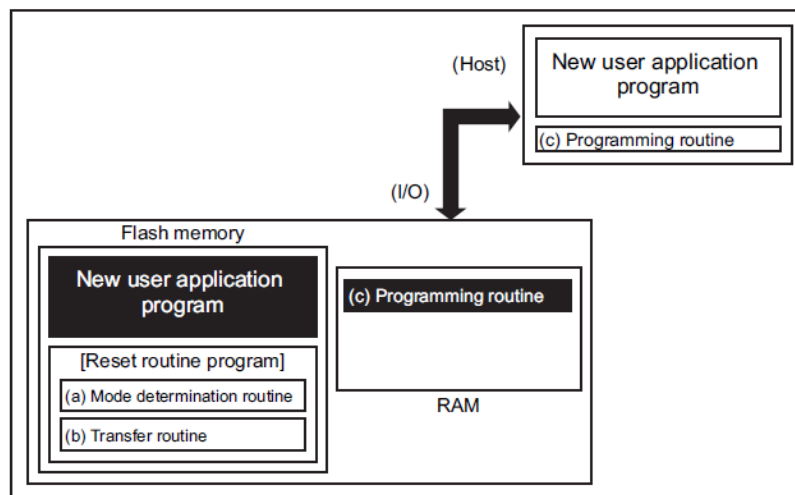 (Host)
New user application
program
(c) Programming routine
(I/O)
Flash memory
New user application
program
[Reset routine program]
(a) Mode determination routine
(b) Transfer routine
(c) Programming routine
RAM